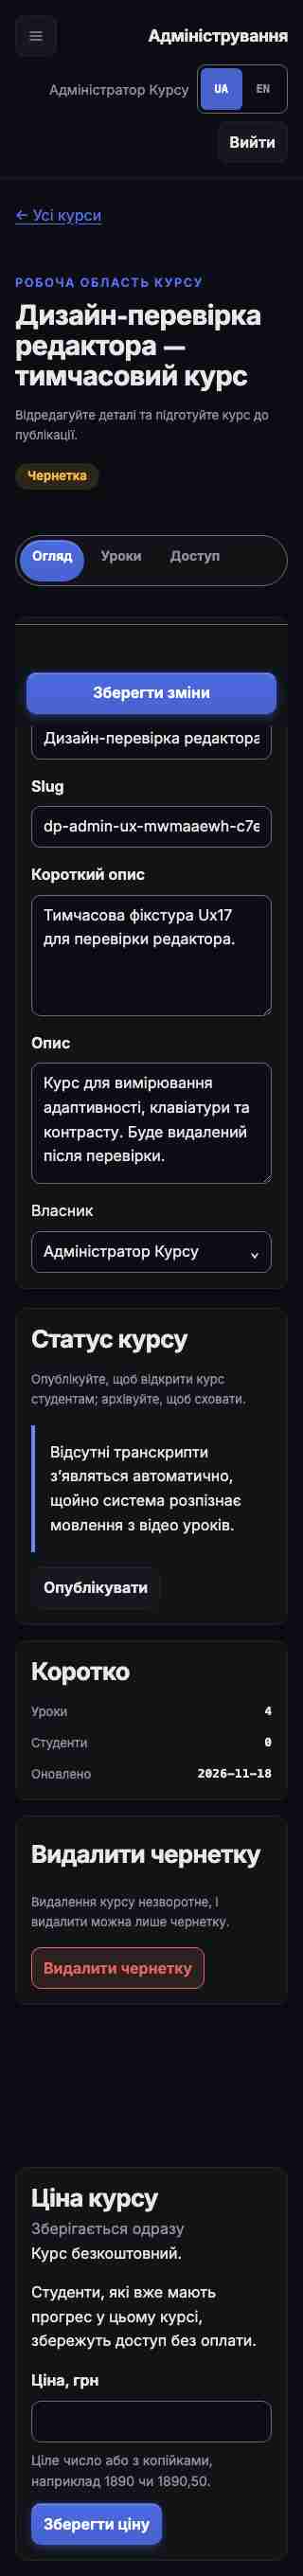 Адміністрування
Адміністратор Курсу
UA
EN
Вийти
← Усі курси
РОБОЧА ОБЛАСТЬ КУРСУ
Дизайн-перевірка
редактора —
тимчасовий курс
Відредагуйте деталі та підготуйте курс до
публікації.
Чернетка
Огляд
Уроки
Доступ
Зберегти зміни
Дизайн-перевірка редактора
Slug
dp-admin-ux-mwmaaewh-c7e
Короткий опис
Тимчасова фікстура Ux17
для перевірки редактора.
Опис
Курс для вимірювання
адаптивності, клавіатури та
контрасту. Буде видалений
після перевірки.
Власник
Адміністратор Курсу
Статус курсу
Опублікуйте, щоб відкрити курс
студентам; архівуйте, щоб сховати.
Відсутні транскрипти
з’являться автоматично,
щойно система розпізнає
мовлення з відео уроків.
Опублікувати
Коротко
Уроки 4
Студенти 0
Оновлено 2026-11-18
Видалити чернетку
Видалення курсу незворотне, і
видалити можна лише чернетку.
Видалити чернетку
Ціна курсу
Зберігається одразу
Курс безкоштовний.
Студенти, які вже мають
прогрес у цьому курсі,
збережуть доступ без оплати.
Ціна, грн
Ціле число або з копійками,
наприклад 1890 чи 1890,50.
Зберегти ціну